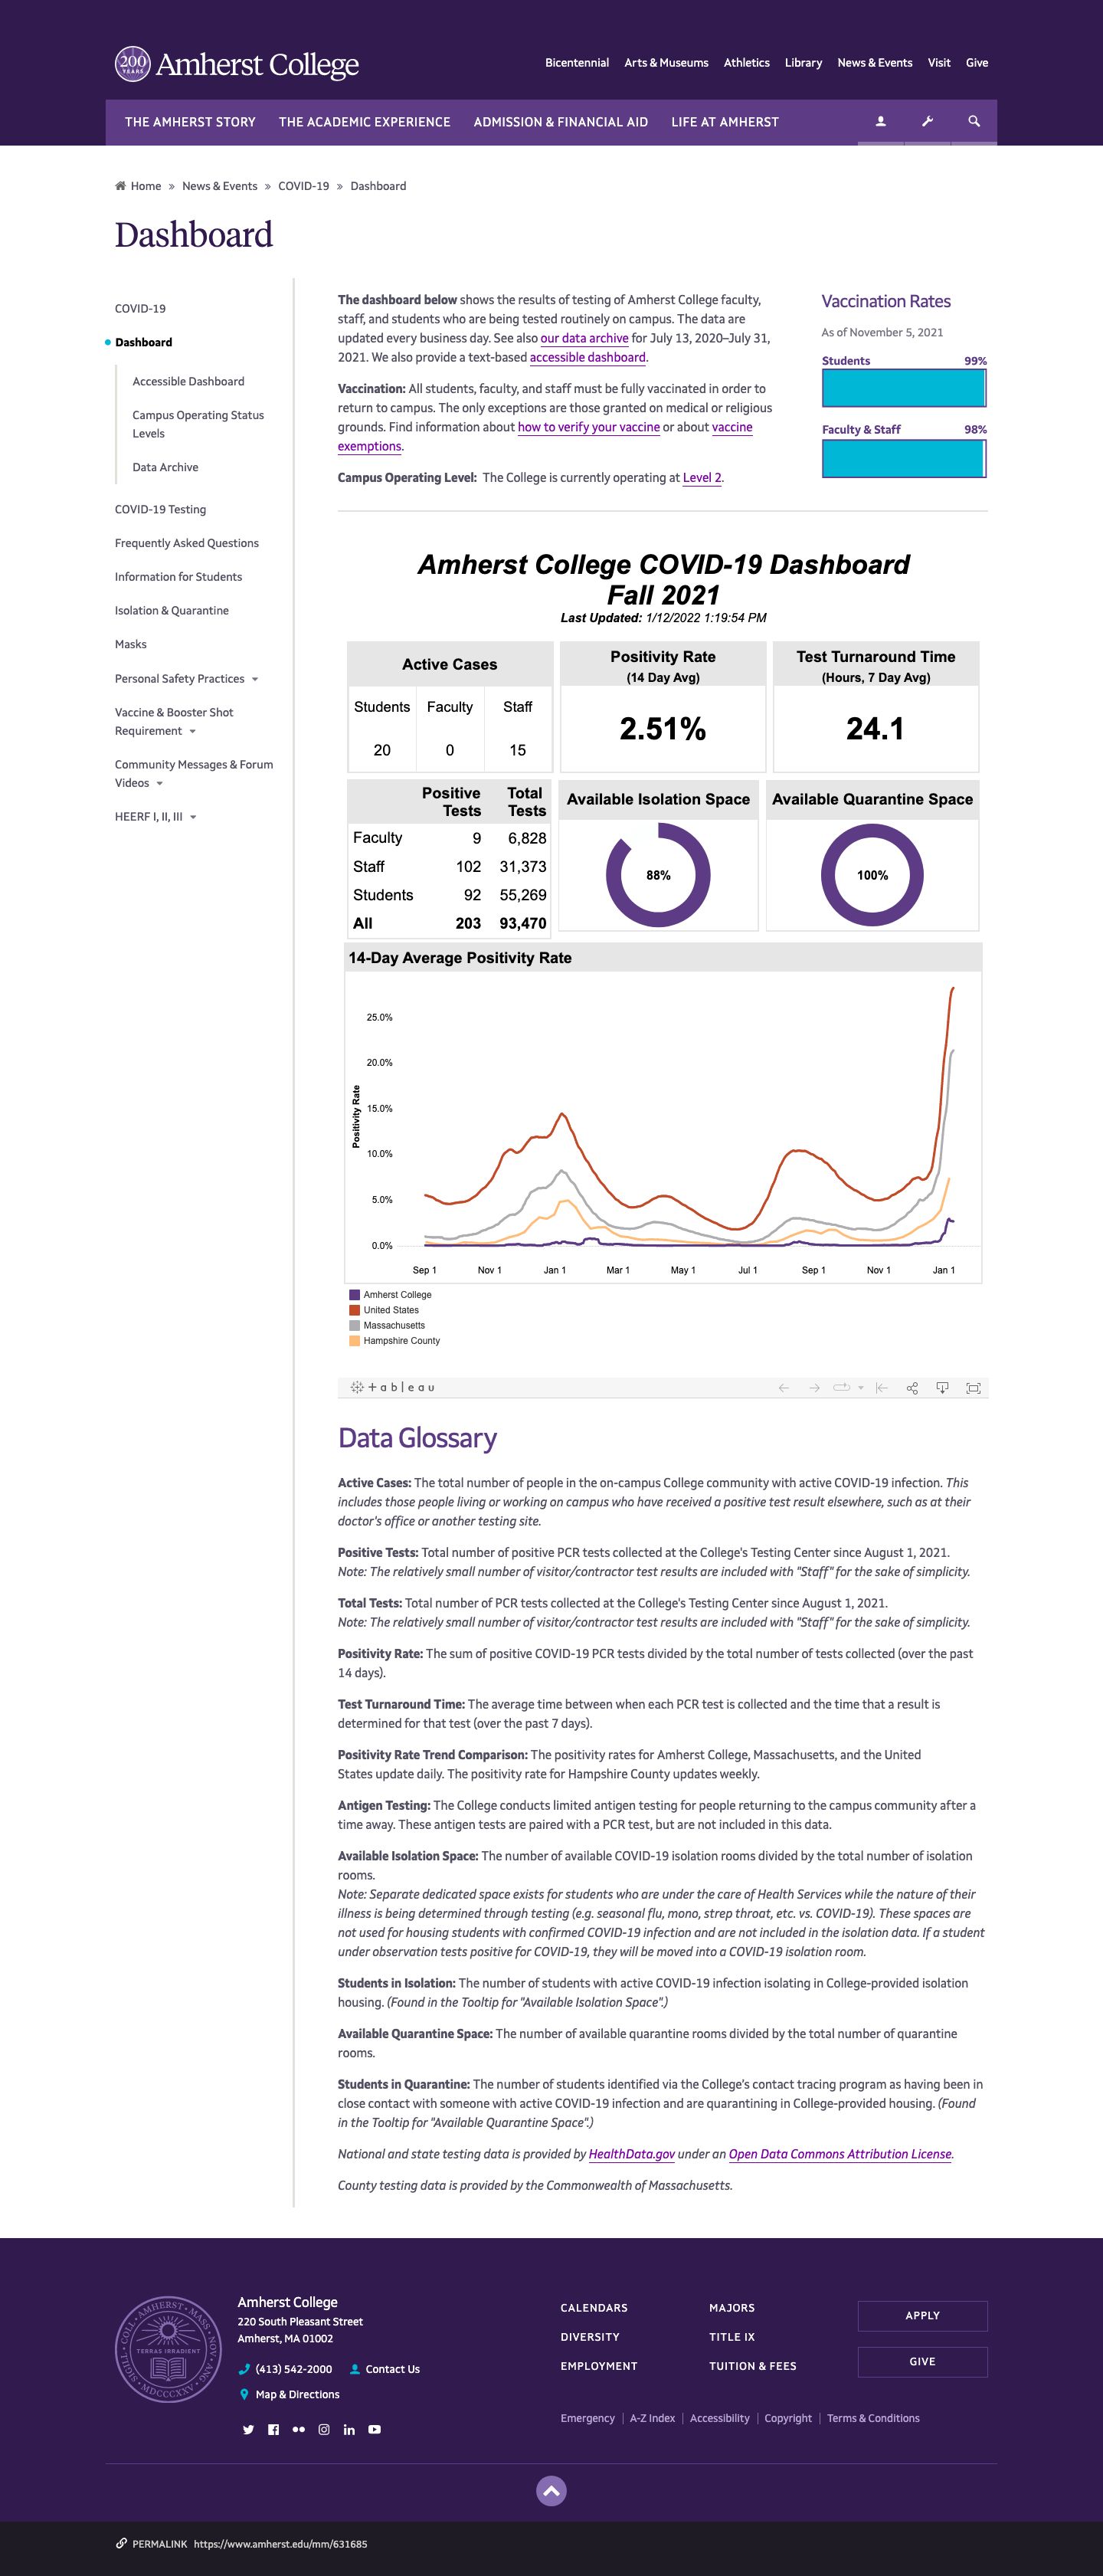 200 YEARS
Amherst College
Bicentennial Arts & Museums Athletics Library News & Events Visit Give
THE AMHERST STORY THE ACADEMIC EXPERIENCE ADMISSION & FINANCIAL AID LIFE AT AMHERST
Home » News & Events » COVID-19 » Dashboard
Dashboard
COVID-19
Dashboard
Accessible Dashboard
Campus Operating Status
Levels
Data Archive
COVID-19 Testing
Frequently Asked Questions
Information for Students
Isolation & Quarantine
Masks
Personal Safety Practices
Vaccine & Booster Shot
Requirement
Community Messages & Forum
Videos
HEERF I, II, III
The dashboard below shows the results of testing of Amherst College faculty,
staff, and students who are being tested routinely on campus. The data are
updated every business day. See also our data archive for July 13, 2020–July 31,
2021. We also provide a text-based accessible dashboard.
Vaccination: All students, faculty, and staff must be fully vaccinated in order to
return to campus. The only exceptions are those granted on medical or religious
grounds. Find information about how to verify your vaccine or about vaccine
exemptions.
Campus Operating Level: The College is currently operating at Level 2.
Vaccination Rates
As of November 5, 2021
Students 99%
Faculty & Staff 98%
Amherst College COVID-19 Dashboard
Fall 2021
Last Updated: 1/12/2022 1:19:54 PM
Active Cases
Students Faculty Staff
20 0 15
Positivity Rate
(14 Day Avg)
2.51%
Test Turnaround Time
(Hours, 7 Day Avg)
24.1
Positive Total
Tests Tests
Faculty 9 6,828
Staff 102 31,373
Students 92 55,269
All 203 93,470
Available Isolation Space
88%
Available Quarantine Space
100%
14-Day Average Positivity Rate
25.0%
20.0%
15.0%
10.0%
5.0%
0.0%
Positivity Rate
Sep 1 Nov 1 Jan 1 Mar 1 May 1 Jul 1 Sep 1 Nov 1 Jan 1
Amherst College
United States
Massachusetts
Hampshire County
+ableau
Data Glossary
Active Cases: The total number of people in the on-campus College community with active COVID-19 infection. This
includes those people living or working on campus who have received a positive test result elsewhere, such as at their
doctor's office or another testing site.
Positive Tests: Total number of positive PCR tests collected at the College's Testing Center since August 1, 2021.
Note: The relatively small number of visitor/contractor test results are included with "Staff" for the sake of simplicity.
Total Tests: Total number of PCR tests collected at the College's Testing Center since August 1, 2021.
Note: The relatively small number of visitor/contractor test results are included with "Staff" for the sake of simplicity.
Positivity Rate: The sum of positive COVID-19 PCR tests divided by the total number of tests collected (over the past
14 days).
Test Turnaround Time: The average time between when each PCR test is collected and the time that a result is
determined for that test (over the past 7 days).
Positivity Rate Trend Comparison: The positivity rates for Amherst College, Massachusetts, and the United
States update daily. The positivity rate for Hampshire County updates weekly.
Antigen Testing: The College conducts limited antigen testing for people returning to the campus community after a
time away. These antigen tests are paired with a PCR test, but are not included in this data.
Available Isolation Space: The number of available COVID-19 isolation rooms divided by the total number of isolation
rooms.
Note: Separate dedicated space exists for students who are under the care of Health Services while the nature of their
illness is being determined through testing (e.g. seasonal flu, mono, strep throat, etc. vs. COVID-19). These spaces are
not used for housing students with confirmed COVID-19 infection and are not included in the isolation data. If a student
under observation tests positive for COVID-19, they will be moved into a COVID-19 isolation room.
Students in Isolation: The number of students with active COVID-19 infection isolating in College-provided isolation
housing. (Found in the Tooltip for "Available Isolation Space".)
Available Quarantine Space: The number of available quarantine rooms divided by the total number of quarantine
rooms.
Students in Quarantine: The number of students identified via the College’s contact tracing program as having been in
close contact with someone with active COVID-19 infection and are quarantining in College-provided housing. (Found
in the Tooltip for "Available Quarantine Space".)
National and state testing data is provided by HealthData.gov under an Open Data Commons Attribution License.
County testing data is provided by the Commonwealth of Massachusetts.
SIGILL · COLL · AMHERST · MASS · NOV · ANG · MDCCCXXV
TERRAS IRRADIENT
Amherst College
220 South Pleasant Street
Amherst, MA 01002
(413) 542-2000 Contact Us
Map & Directions
CALENDARS
DIVERSITY
EMPLOYMENT
MAJORS
TITLE IX
TUITION & FEES
APPLY
GIVE
Emergency | A-Z Index | Accessibility | Copyright | Terms & Conditions
PERMALINK https://www.amherst.edu/mm/631685